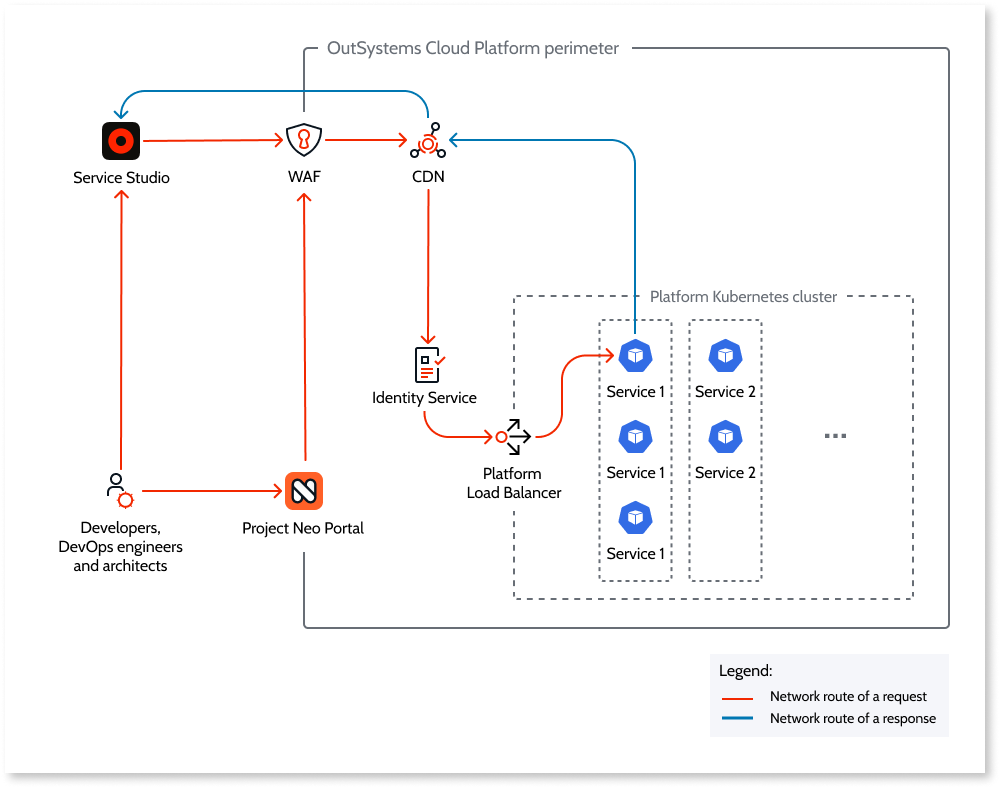 OutSystems Cloud Platform perimeter
Service Studio
WAF
CDN
Platform Kubernetes cluster
Identity Service
Service 1
Service 2
Service 1
Service 2
Service 1
...
Platform
Load Balancer
Developers,
DevOps engineers
and architects
Project Neo Portal
Legend:
Network route of a request
Network route of a response